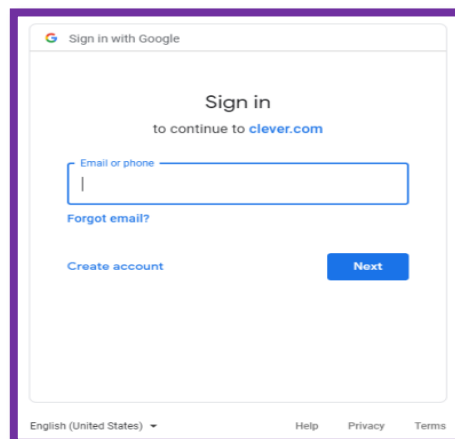 Sign in with Google
Sign in
to continue to clever.com
Email or phone
Forgot email?
Create account Next
English (United States) Help Privacy Terms